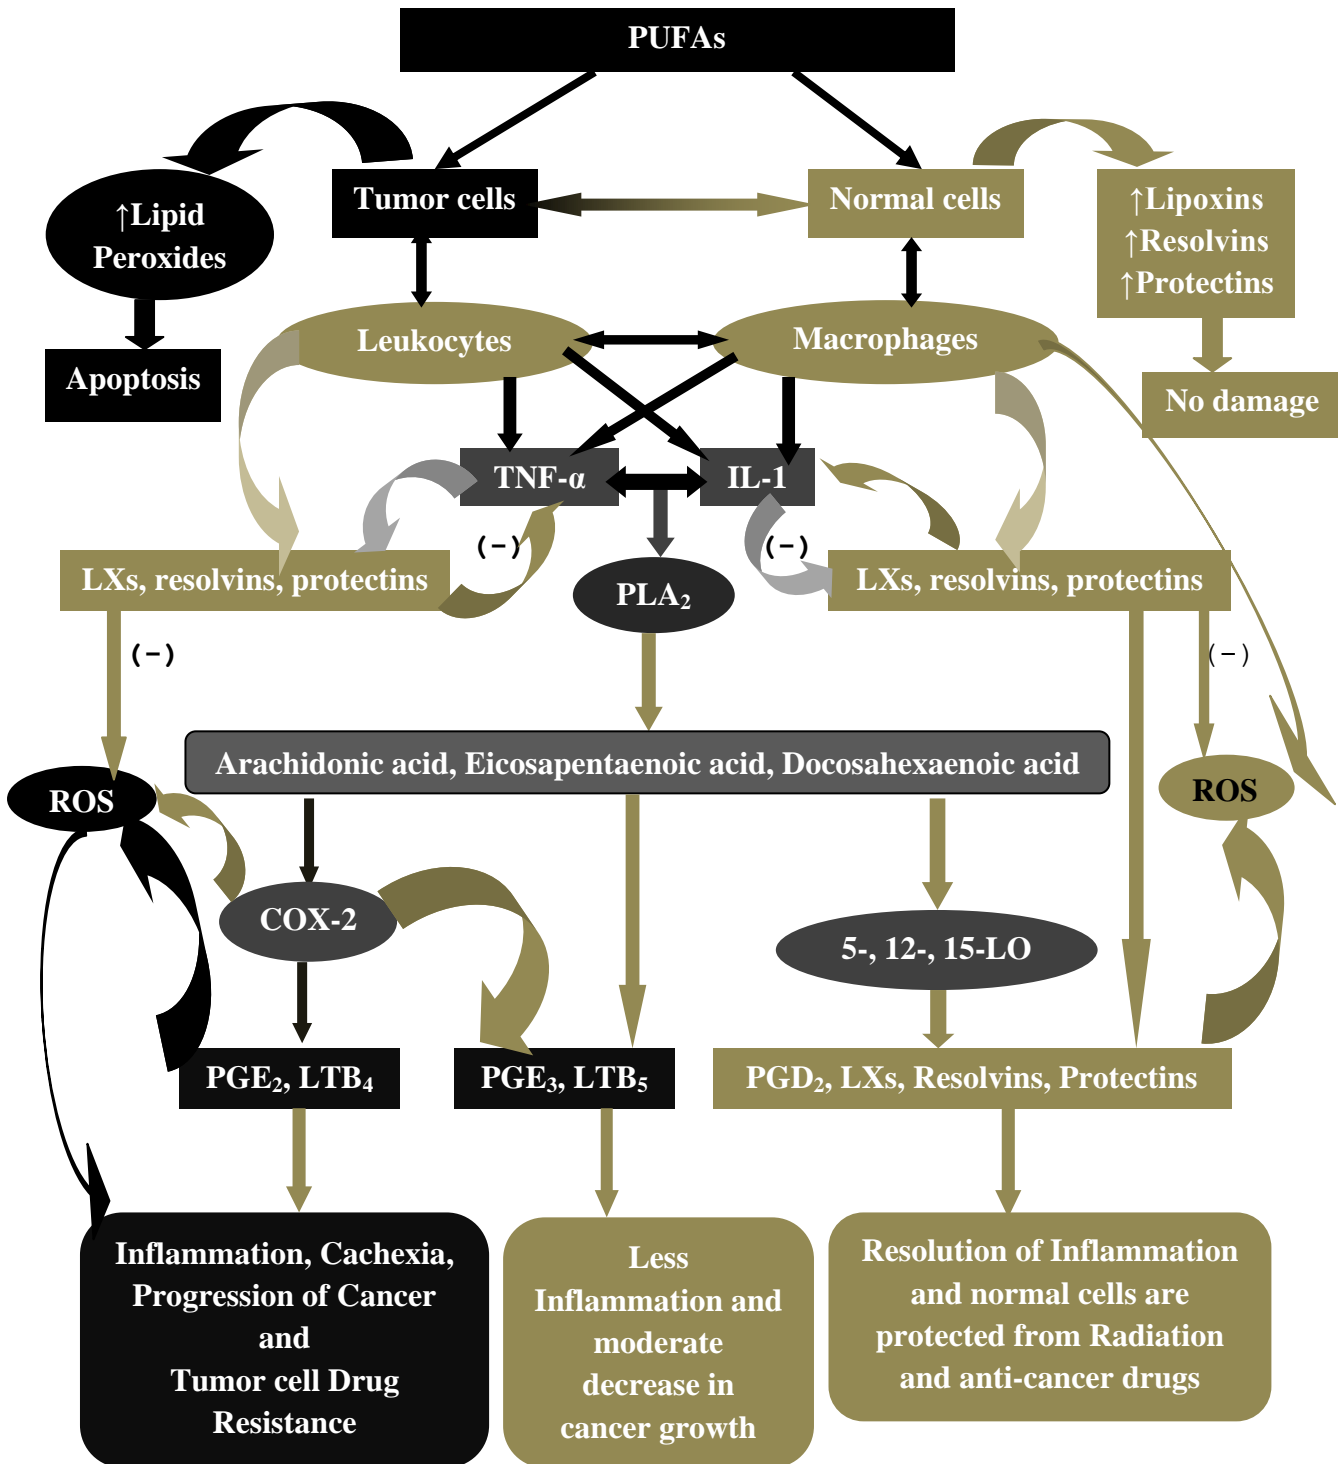 PUFAs
Tumor cells
Normal cells
↑Lipid
Peroxides
↑Lipoxins
↑Resolvins
↑Protectins
Leukocytes
Macrophages
Apoptosis
No damage
TNF-α
IL-1
(−)
(−)
LXs, resolvins, protectins
PLA₂
LXs, resolvins, protectins
(−)
(−)
Arachidonic acid, Eicosapentaenoic acid, Docosahexaenoic acid
ROS
ROS
COX-2
5-, 12-, 15-LO
PGE₂, LTB₄
PGE₃, LTB₅
PGD₂, LXs, Resolvins, Protectins
Inflammation, Cachexia,
Progression of Cancer
and
Tumor cell Drug
Resistance
Less
Inflammation and
moderate
decrease in
cancer growth
Resolution of Inflammation
and normal cells are
protected from Radiation
and anti-cancer drugs